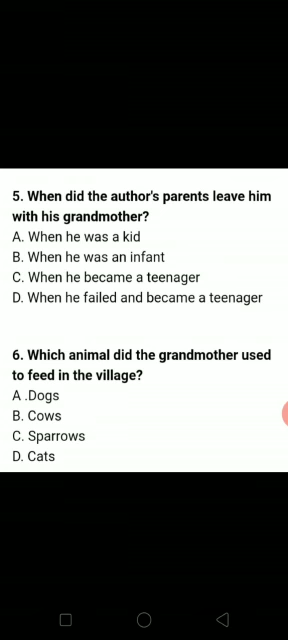 5. When did the author's parents leave him
with his grandmother?
A. When he was a kid
B. When he was an infant
C. When he became a teenager
D. When he failed and became a teenager
6. Which animal did the grandmother used
to feed in the village?
A .Dogs
B. Cows
C. Sparrows
D. Cats